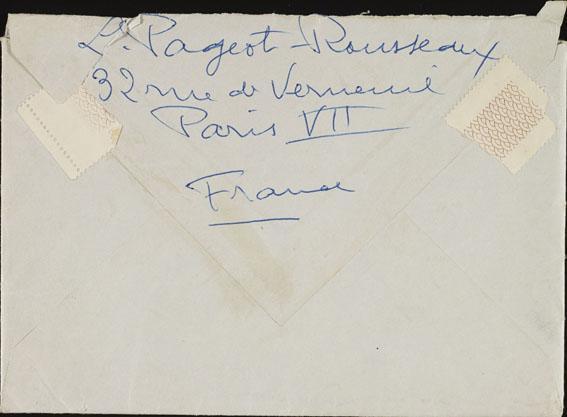 L. Pageot-Rousseaux
32 rue de Verneuil
Paris VII
France